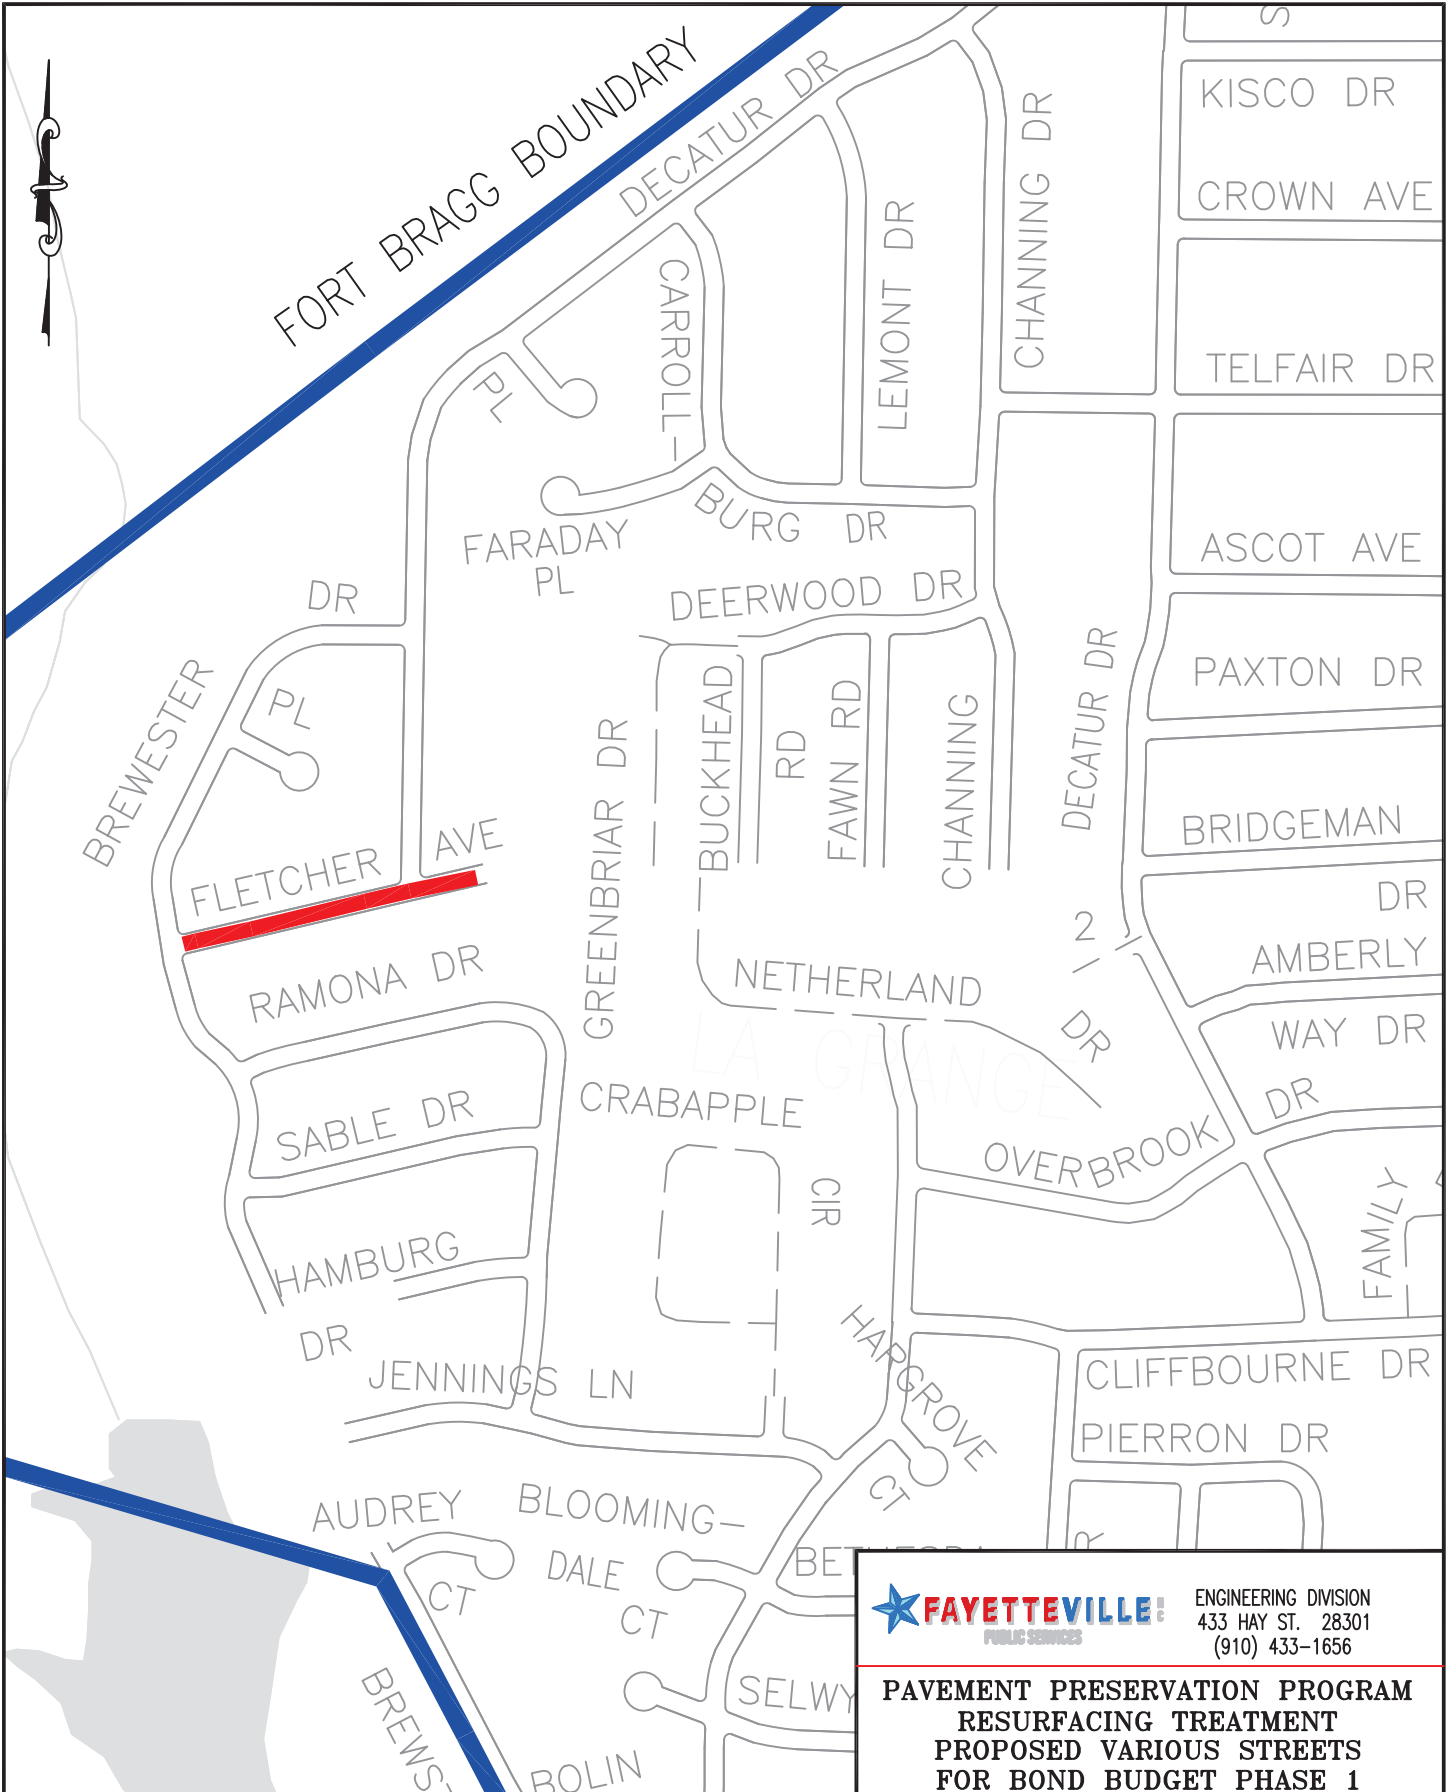 S
KISCO DR
FORT BRAGG BOUNDARY
DECATUR DR
CHANNING DR
CROWN AVE
LEMONT DR
CARROLL-
TELFAIR DR
PL
BURG DR
FARADAY
PL
ASCOT AVE
DR
DEERWOOD DR
BREWESTER
PL
PAXTON DR
DECATUR DR
BUCKHEAD
RD
FAWN RD
CHANNING
GREENBRIAR DR
BRIDGEMAN
DR
FLETCHER AVE
2
AMBERLY
WAY DR
RAMONA DR
NETHERLAND
DR
LA GRANGE
CRABAPPLE
CIR
DR
SABLE DR
OVERBROOK
FAMILY
HAMBURG
DR
HARGROVE
CT
JENNINGS LN
CLIFFBOURNE DR
PIERRON DR
AUDREY
CT
BLOOMING-
DALE
CT
R
SELWY
BREWS
BOLIN
FAYETTEVILLE
PUBLIC SERVICES
ENGINEERING DIVISION
433 HAY ST. 28301
(910) 433-1656
PAVEMENT PRESERVATION PROGRAM
RESURFACING TREATMENT
PROPOSED VARIOUS STREETS
FOR BOND BUDGET PHASE 1